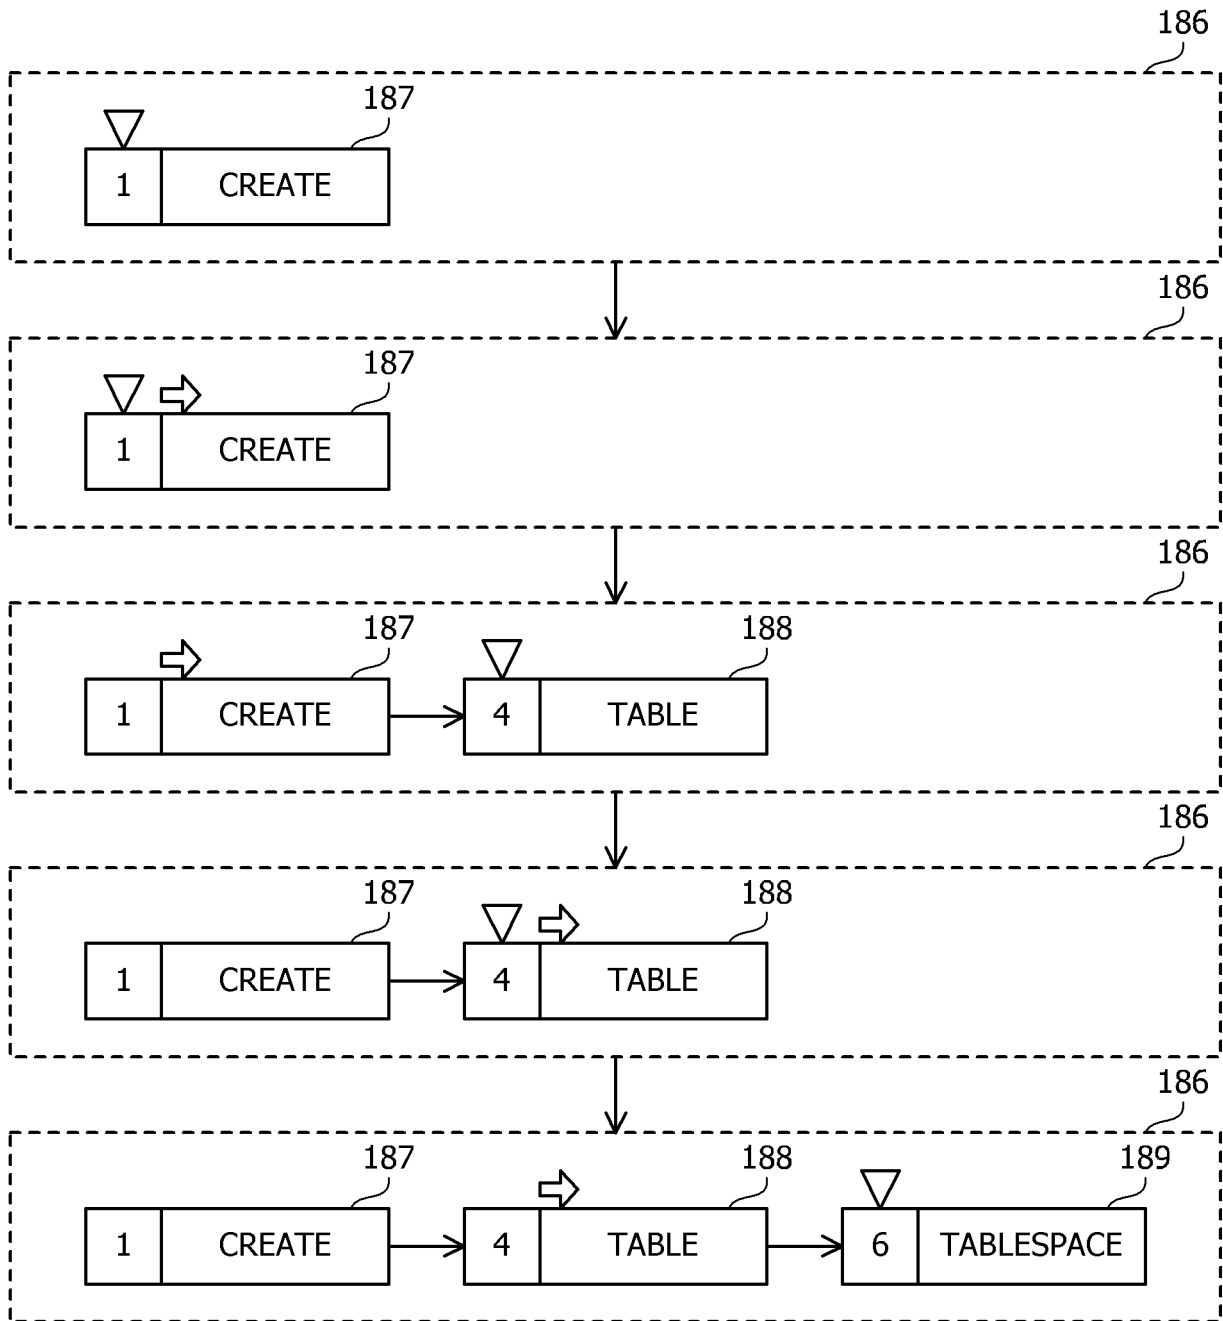 186
187
1 CREATE
186
187
1 CREATE
186
187 188
1 CREATE 4 TABLE
186
187 188
1 CREATE 4 TABLE
186
187 188 189
1 CREATE 4 TABLE 6 TABLESPACE